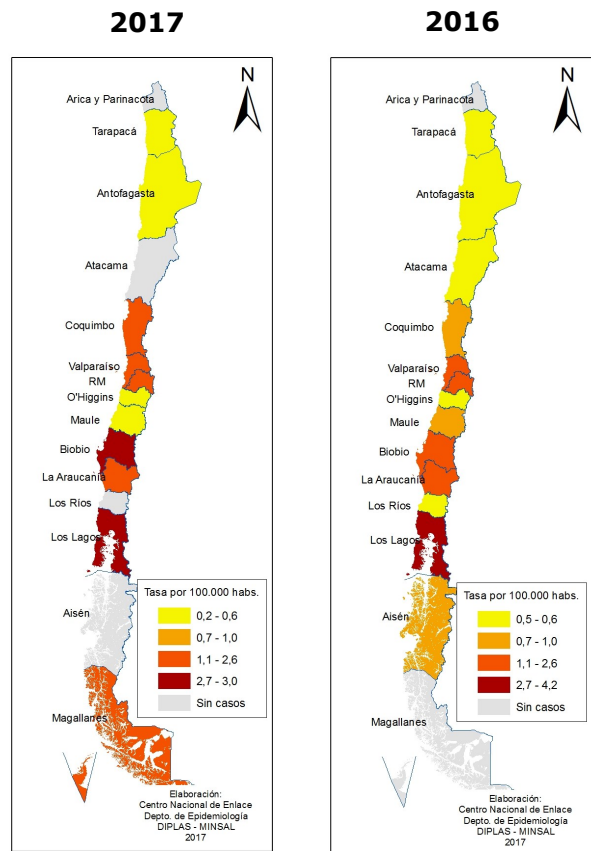 2017
N
Arica y Parinacota
Tarapacá
Antofagasta
Atacama
Coquimbo
Valparaíso
RM
O'Higgins
Maule
Biobio
La Araucanía
Los Ríos
Los Lagos
Aisén
Magallanes
Tasa por 100.000 habs.
0,2 - 0,6
0,7 - 1,0
1,1 - 2,6
2,7 - 3,0
Sin casos
Elaboración:
Centro Nacional de Enlace
Depto. de Epidemiología
DIPLAS - MINSAL
2017
2016
N
Arica y Parinacota
Tarapacá
Antofagasta
Atacama
Coquimbo
Valparaíso
RM
O'Higgins
Maule
Biobio
La Araucanía
Los Ríos
Los Lagos
Aisén
Magallanes
Tasa por 100.000 habs.
0,5 - 0,6
0,7 - 1,0
1,1 - 2,6
2,7 - 4,2
Sin casos
Elaboración:
Centro Nacional de Enlace
Depto. de Epidemiología
DIPLAS - MINSAL
2017